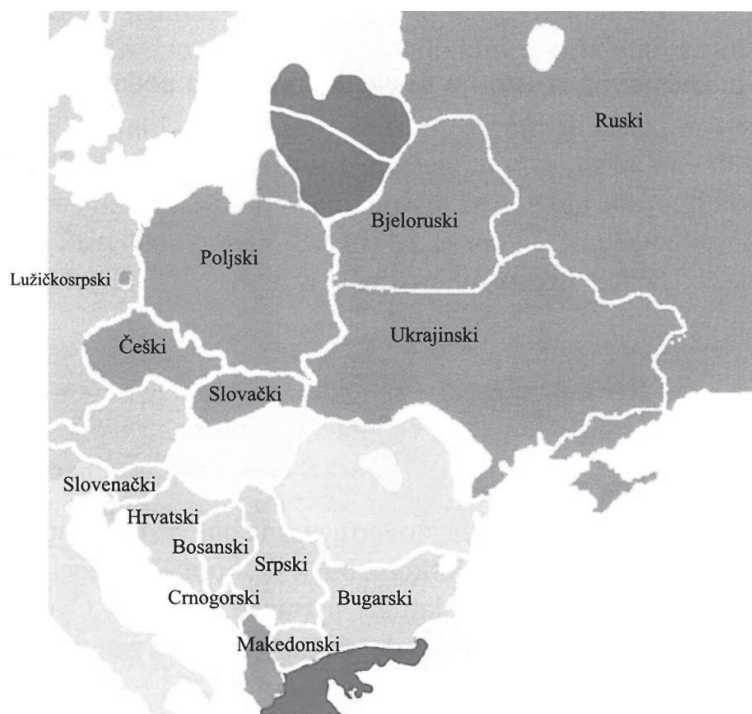 Ruski
Bjeloruski
Poljski
Lužičkosrpski
Ukrajinski
Češki
Slovački
Slovenački
Hrvatski
Bosanski
Srpski
Crnogorski
Bugarski
Makedonski